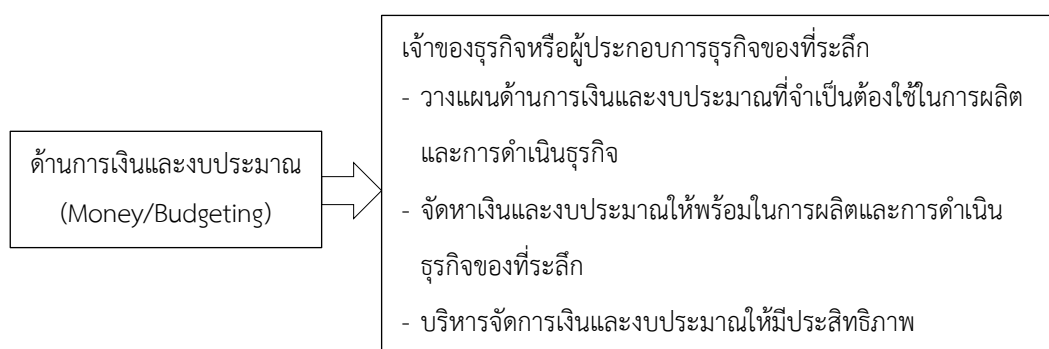 ด้านการเงินและงบประมาณ
(Money/Budgeting)
เจ้าของธุรกิจหรือผู้ประกอบการธุรกิจของที่ระลึก
- วางแผนด้านการเงินและงบประมาณที่จำเป็นต้องใช้ในการผลิต
และการดำเนินธุรกิจ
- จัดหาเงินและงบประมาณให้พร้อมในการผลิตและการดำเนิน
ธุรกิจของที่ระลึก
- บริหารจัดการเงินและงบประมาณให้มีประสิทธิภาพ